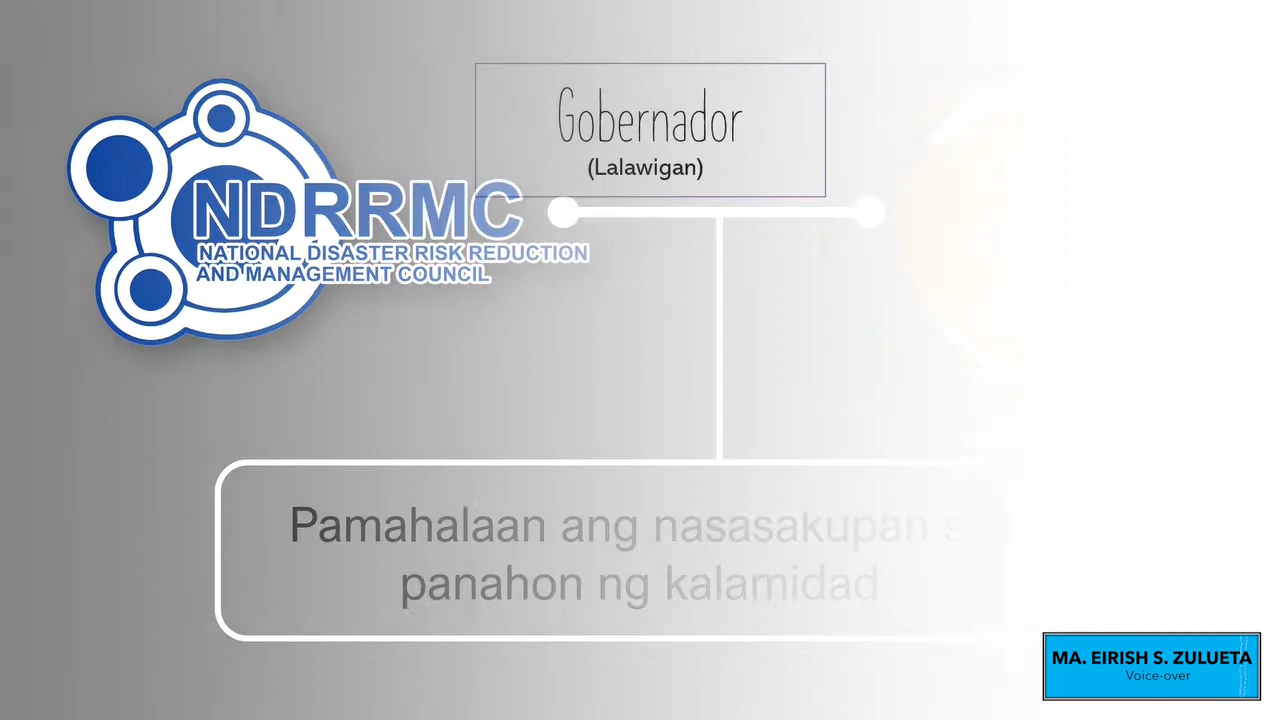 Gobernador
(Lalawigan)
NDRRMC
NATIONAL DISASTER RISK REDUCTION
AND MANAGEMENT COUNCIL
Pamahalaan ang nasasakupan
panahon ng kalamidad
MA. EIRISH S. ZULUETA
Voice-over